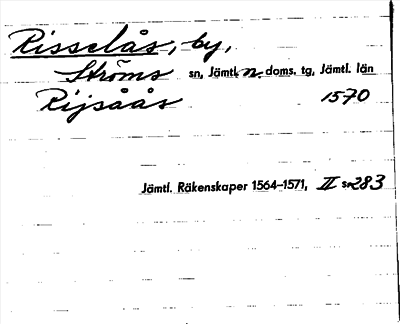 Risselås, by,
Ströms sn, Jämtl. n. doms. tg, Jämtl. län
Rijsåås 1570
Jämtl. Räkenskaper 1564-1571, II s. 283